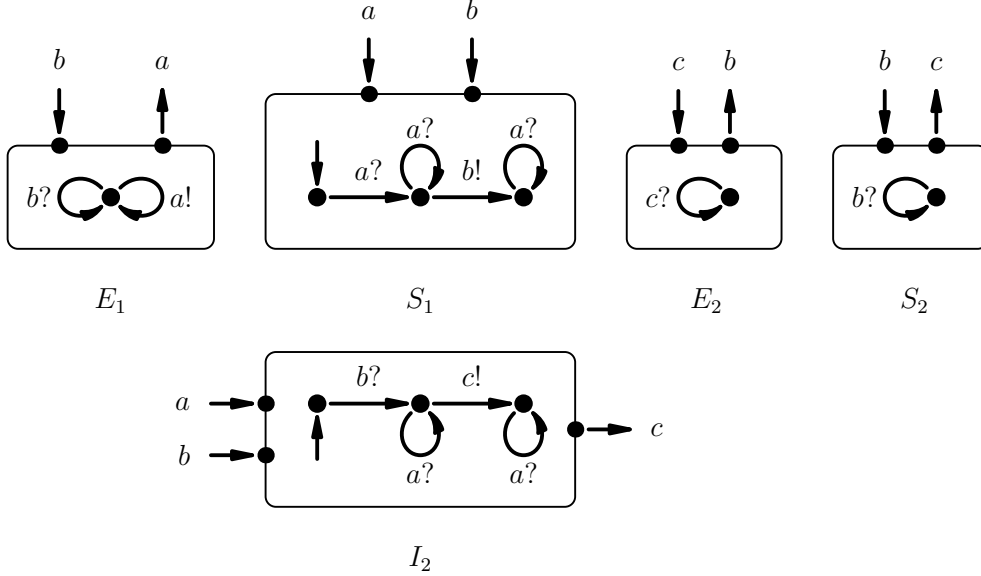 a b
b a c b b c
a? a?
b? a! a? b! c? b?
E₁ S₁ E₂ S₂
b? c!
a
c
b
a? a?
I₂